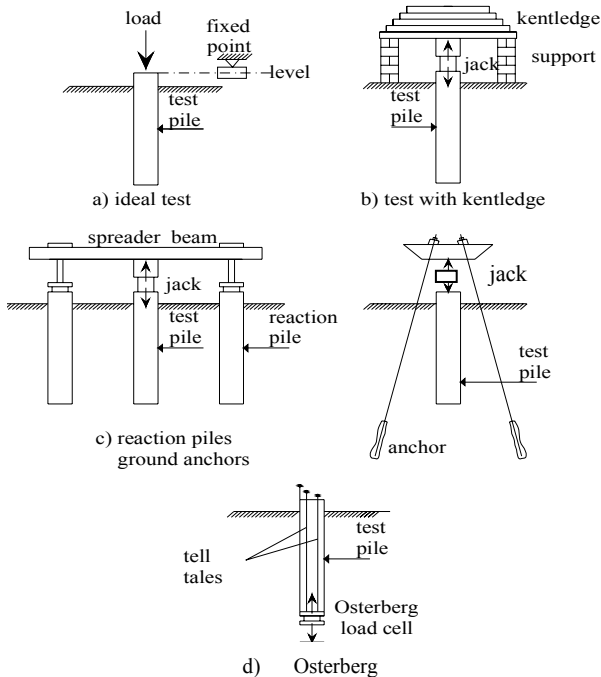 load
fixed
point
level
test
pile
a) ideal test
kentledge
support
jack
test
pile
b) test with kentledge
spreader beam
jack
test
pile
reaction
pile
c) reaction piles
ground anchors
jack
test
pile
anchor
tell
tales
test
pile
Osterberg
load cell
d) Osterberg